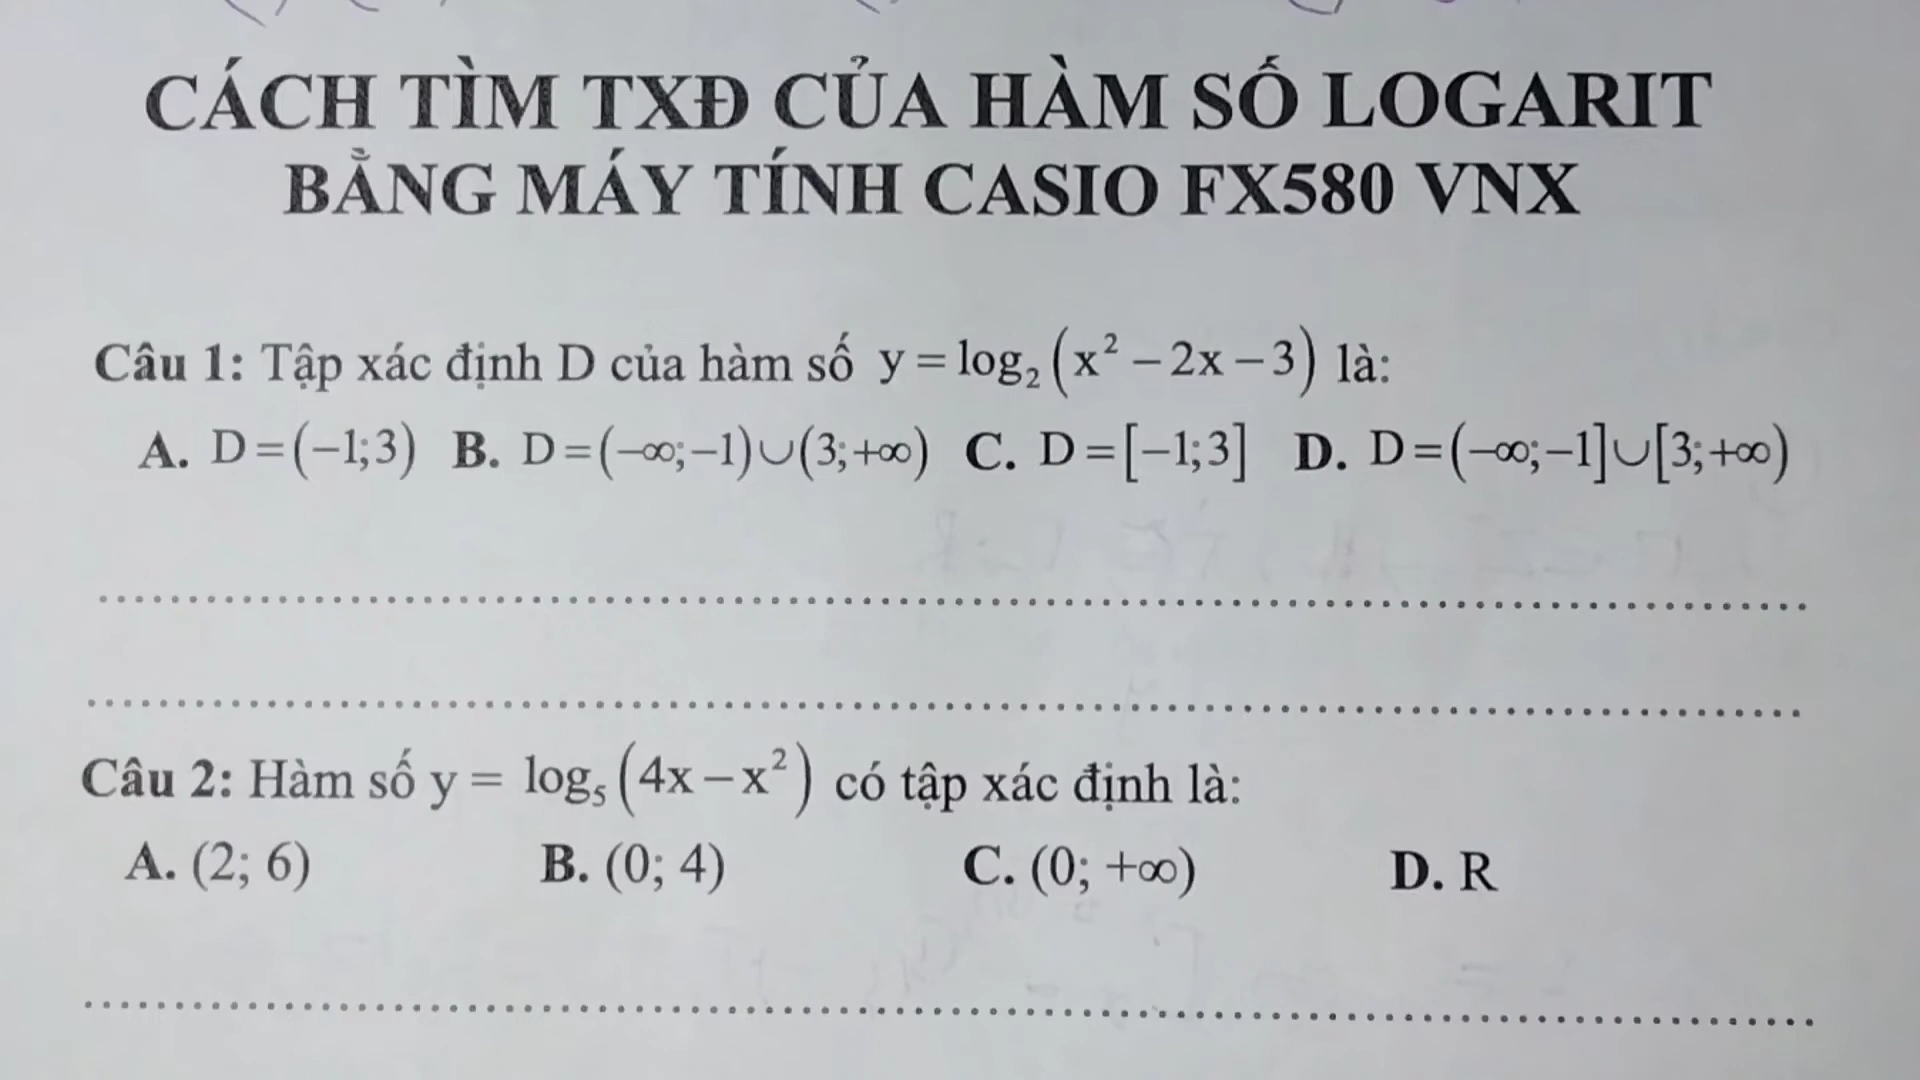 CÁCH TÌM TXĐ CỦA HÀM SỐ LOGARIT
BẰNG MÁY TÍNH CASIO FX580 VNX
Câu 1: Tập xác định D của hàm số y = log₂(x² − 2x − 3) là:
A. D = (−1;3) B. D = (−∞;−1)∪(3;+∞) C. D = [−1;3] D. D = (−∞;−1]∪[3;+∞)
Câu 2: Hàm số y = log₅(4x − x²) có tập xác định là:
A. (2; 6) B. (0; 4) C. (0; +∞) D. R